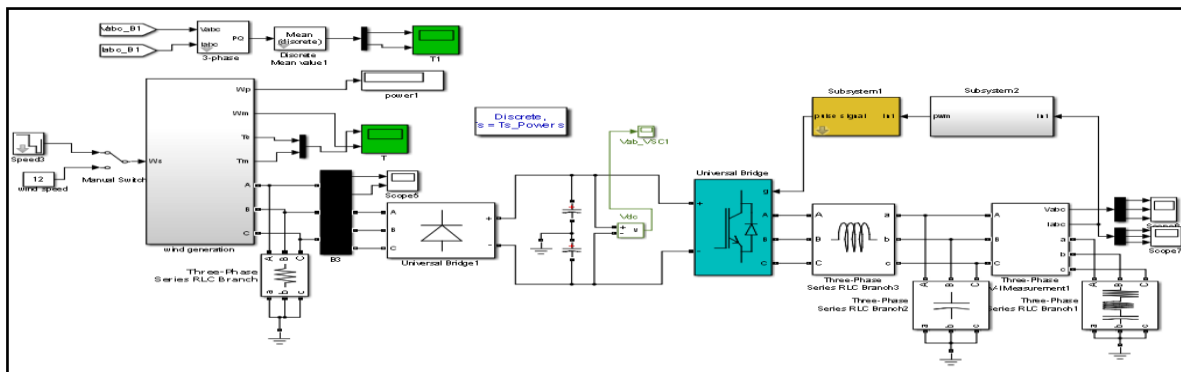 Vabc_B1
Iabc_B1
Vabc
Iabc
PQ
3-phase
Mean
(discrete)
Discrete
Mean value1
T1
Wp
Wm
Tm
Ws
A
B
C
wind generation
power1
T
Speed3
12
wind speed
Manual Switch
Discrete,
s = Ts_Power s
Vab_VSC1
Vdc
+
-
v
Subsystem1
pulse signal
In1
Subsystem2
pwm
In1
Scope5
A
B
C
+
-
B3
Universal Bridge1
Universal Bridge
g
+
-
A
B
C
A
B
C
a
b
c
Three-Phase
Series RLC Branch3
A
B
C
Vabc
Iabc
a
b
c
Three-Phase
V-I Measurement1
Scope7
A
B
C
a
b
c
Three-Phase
Series RLC Branch
A
B
C
a
b
c
Three-Phase
Series RLC Branch2
A
B
C
a
b
c
Three-Phase
Series RLC Branch1